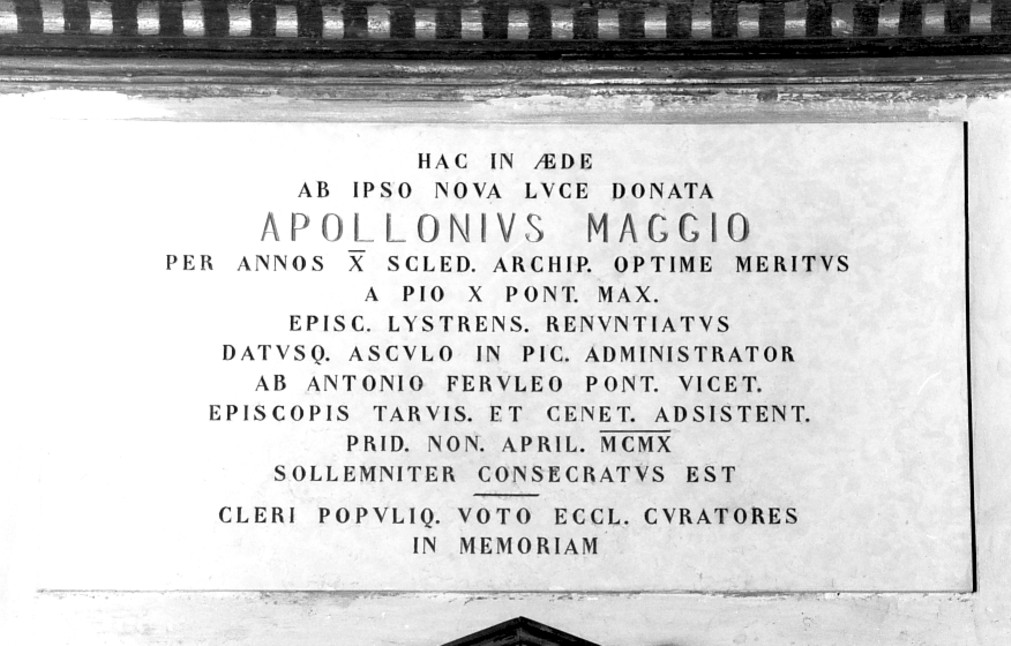 HAC IN ÆDE
AB IPSO NOVA LVCE DONATA
APOLLONIVS MAGGIO
PER ANNOS X̅ SCLED. ARCHIP. OPTIME MERITVS
A PIO X PONT. MAX.
EPISC. LYSTRENS. RENVNTIATVS
DATVSQ. ASCVLO IN PIC. ADMINISTRATOR
AB ANTONIO FERVLEO PONT. VICET.
EPISCOPIS TARVIS. ET CENET. ADSISTENT.
PRID. NON. APRIL. M̅C̅M̅X̅
SOLLEMNITER CONSECRATVS EST
CLERI POPVLIQ. VOTO ECCL. CVRATORES
IN MEMORIAM